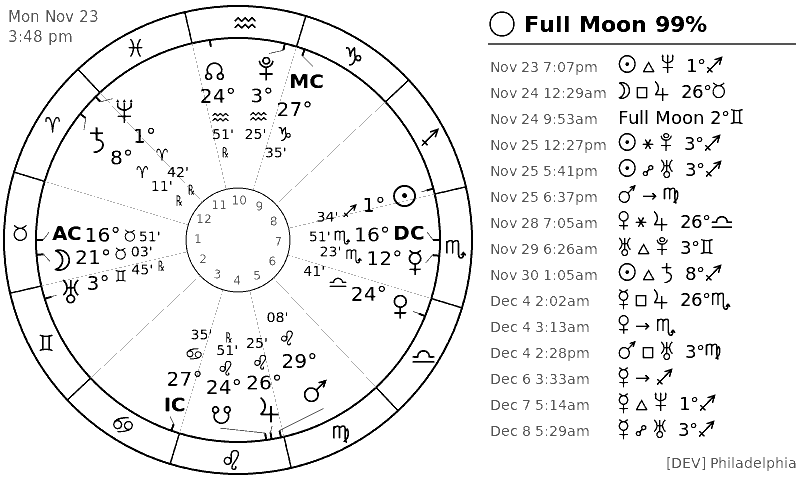 Mon Nov 23
3:48 pm
♒
♓
♑
♈
♐
♉
♏
♊
♎
♋
♍
♌
☊
24°
♒
51'
℞
♇
3°
♒
25'
MC
27°
♑
35'
♆
1°
♈
42'
℞
♄
8°
♈
11'
℞
34' ♐ 1° ☉
AC 16° ♉ 51'
☽ 21° ♉ 03'
♅ 3° ♊ 45' ℞
51' ♏ 16° DC
23' ♏ 12° ☿
41' ♎ 24° ♀
11 10 9
12 8
1 7
2 6
3 4 5
35'
♋
27°
IC
℞
51'
♌
24°
☋
25'
♌
26°
♃
08'
♌
29°
♂
Full Moon 99%
Nov 23 7:07pm ☉ △ ♆ 1°♐
Nov 24 12:29am ☽ □ ♃ 26°♉
Nov 24 9:53am Full Moon 2°♊
Nov 25 12:27pm ☉ ⚹ ♇ 3°♐
Nov 25 5:41pm ☉ ☍ ♅ 3°♐
Nov 25 6:37pm ♂ → ♍
Nov 28 7:05am ♀ ⚹ ♃ 26°♎
Nov 29 6:26am ♅ △ ♇ 3°♊
Nov 30 1:05am ☉ △ ♄ 8°♐
Dec 4 2:02am ☿ □ ♃ 26°♏
Dec 4 3:13am ♀ → ♏
Dec 4 2:28pm ♂ □ ♅ 3°♍
Dec 6 3:33am ☿ → ♐
Dec 7 5:14am ☿ △ ♆ 1°♐
Dec 8 5:29am ☿ ☍ ♅ 3°♐
[DEV] Philadelphia